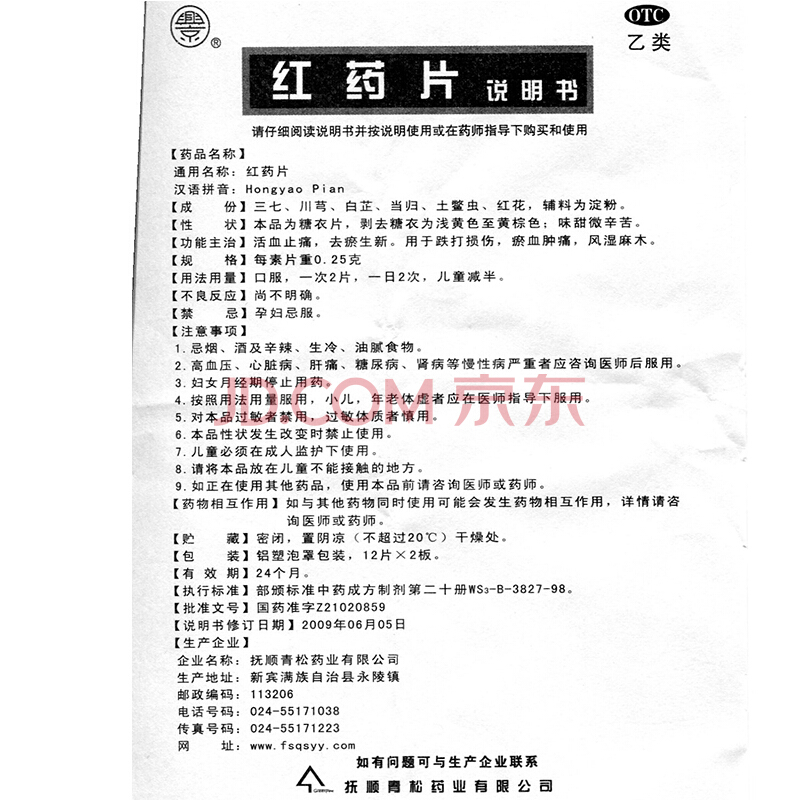 OTC
乙类
®
红药片 说明书
请仔细阅读说明书并按说明使用或在药师指导下购买和使用
【药品名称】
通用名称：红药片
汉语拼音：Hongyao Pian
【成 份】三七、川芎、白芷、当归、土鳖虫、红花，辅料为淀粉。
【性 状】本品为糖衣片，剥去糖衣为浅黄色至黄棕色；味甜微辛苦。
【功能主治】活血止痛，去瘀生新。用于跌打损伤，瘀血肿痛，风湿麻木。
【规 格】每素片重0.25克
【用法用量】口服，一次2片，一日2次，儿童减半。
【不良反应】尚不明确。
【禁 忌】孕妇忌服。
【注意事项】
1.忌烟、酒及辛辣、生冷、油腻食物。
2.高血压、心脏病、肝病、糖尿病、肾病等慢性病严重者应咨询医师后服用。
3.妇女月经期停止用药。
4.按照用法用量服用，小儿，年老体虚者应在医师指导下服用。
5.对本品过敏者禁用，过敏体质者慎用。
6.本品性状发生改变时禁止使用。
7.儿童必须在成人监护下使用。
8.请将本品放在儿童不能接触的地方。
9.如正在使用其他药品，使用本品前请咨询医师或药师。
【药物相互作用】如与其他药物同时使用可能会发生药物相互作用，详情请咨
询医师或药师。
【贮 藏】密闭，置阴凉（不超过20℃）干燥处。
【包 装】铝塑泡罩包装，12片×2板。
【有 效 期】24个月。
【执行标准】部颁标准中药成方制剂第二十册WS₃-B-3827-98。
【批准文号】国药准字Z21020859
【说明书修订日期】2009年06月05日
【生产企业】
企业名称：抚顺青松药业有限公司
生产地址：新宾满族自治县永陵镇
邮政编码：113206
电话号码：024-55171038
传真号码：024-55171223
网 址：www.fsqsyy.com
如有问题可与生产企业联系
抚顺青松药业有限公司
JD.COM 京东